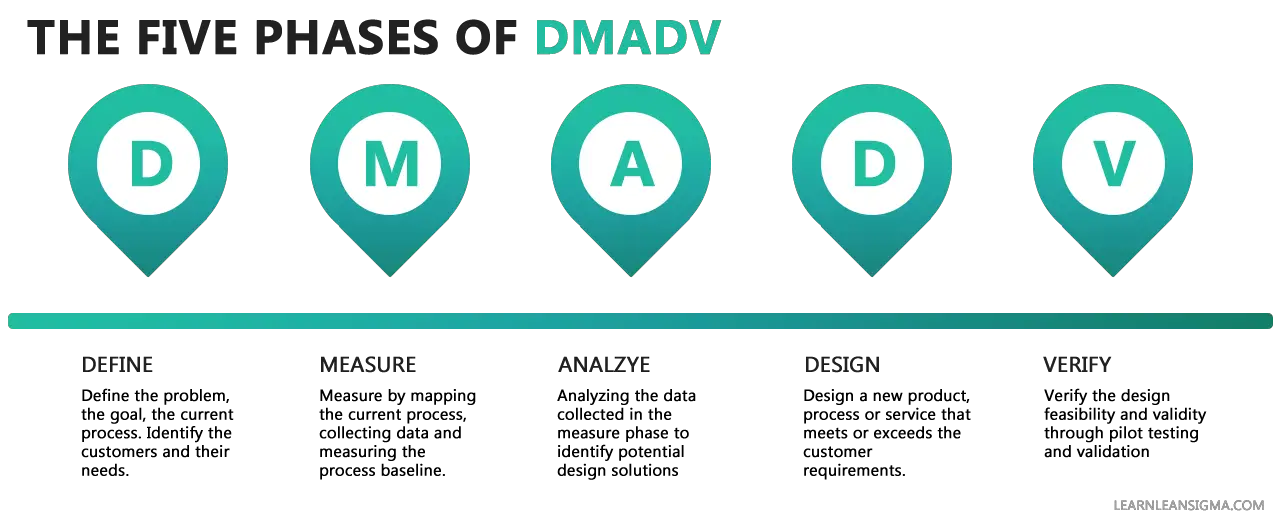 THE FIVE PHASES OF DMADV
D
M
A
D
V
DEFINE
Define the problem,
the goal, the current
process. Identify the
customers and their
needs.
MEASURE
Measure by mapping
the current process,
collecting data and
measuring the
process baseline.
ANALZYE
Analyzing the data
collected in the
measure phase to
identify potential
design solutions
DESIGN
Design a new product,
process or service that
meets or exceeds the
customer
requirements.
VERIFY
Verify the design
feasibility and validity
through pilot testing
and validation
LEARNLEANSIGMA.COM